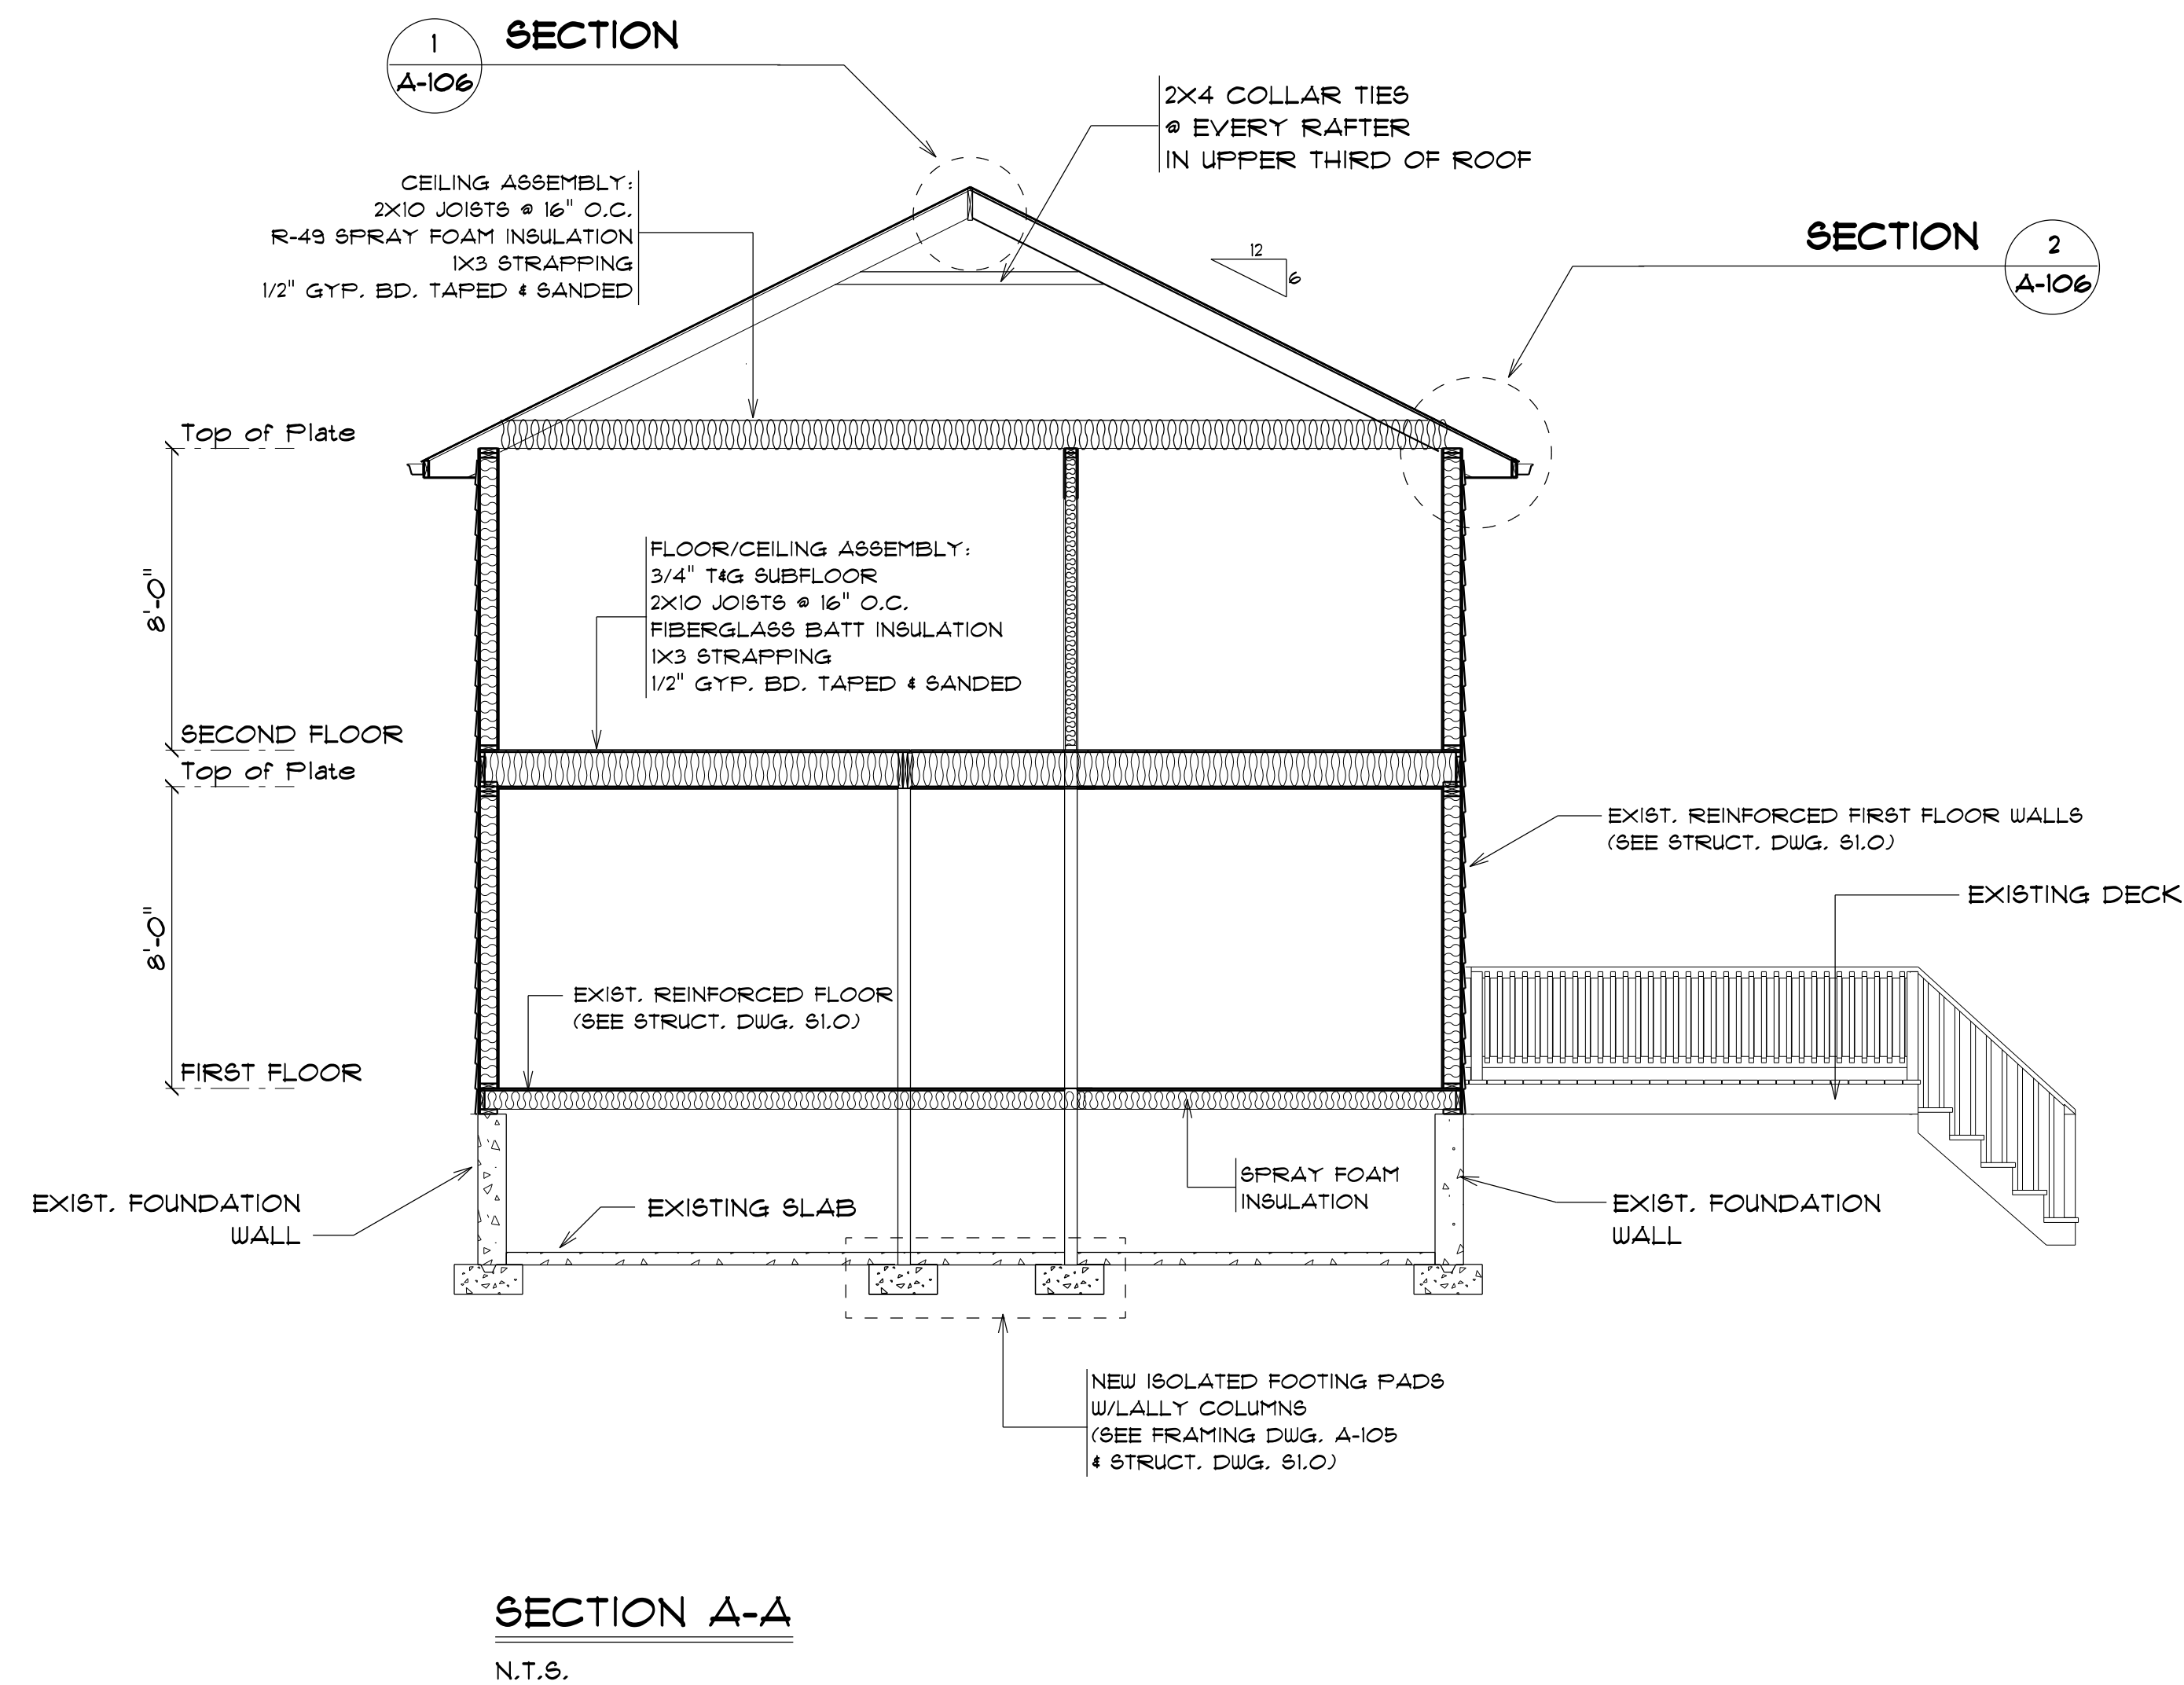 1
A-106
SECTION
2X4 COLLAR TIES
@ EVERY RAFTER
IN UPPER THIRD OF ROOF
CEILING ASSEMBLY:
2X10 JOISTS @ 16" O.C.
R-49 SPRAY FOAM INSULATION
1X3 STRAPPING
1/2" GYP. BD. TAPED & SANDED
12
6
SECTION
2
A-106
Top of Plate
8'-0"
FLOOR/CEILING ASSEMBLY:
3/4" T&G SUBFLOOR
2X10 JOISTS @ 16" O.C.
FIBERGLASS BATT INSULATION
1X3 STRAPPING
1/2" GYP. BD. TAPED & SANDED
SECOND FLOOR
Top of Plate
EXIST. REINFORCED FIRST FLOOR WALLS
(SEE STRUCT. DWG. S1.0)
EXISTING DECK
8'-0"
EXIST. REINFORCED FLOOR
(SEE STRUCT. DWG. S1.0)
FIRST FLOOR
EXIST. FOUNDATION
WALL
EXISTING SLAB
SPRAY FOAM
INSULATION
EXIST. FOUNDATION
WALL
NEW ISOLATED FOOTING PADS
W/LALLY COLUMNS
(SEE FRAMING DWG. A-105
& STRUCT. DWG. S1.0)
SECTION A-A
N.T.S.